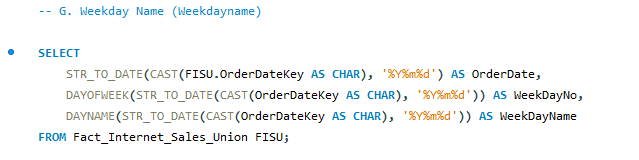 -- G. Weekday Name (Weekdayname)
SELECT
STR_TO_DATE(CAST(FISU.OrderDateKey AS CHAR), '%Y%m%d') AS OrderDate,
DAYOFWEEK(STR_TO_DATE(CAST(OrderDateKey AS CHAR), '%Y%m%d')) AS WeekDayNo,
DAYNAME(STR_TO_DATE(CAST(OrderDateKey AS CHAR), '%Y%m%d')) AS WeekDayName
FROM Fact_Internet_Sales_Union FISU;